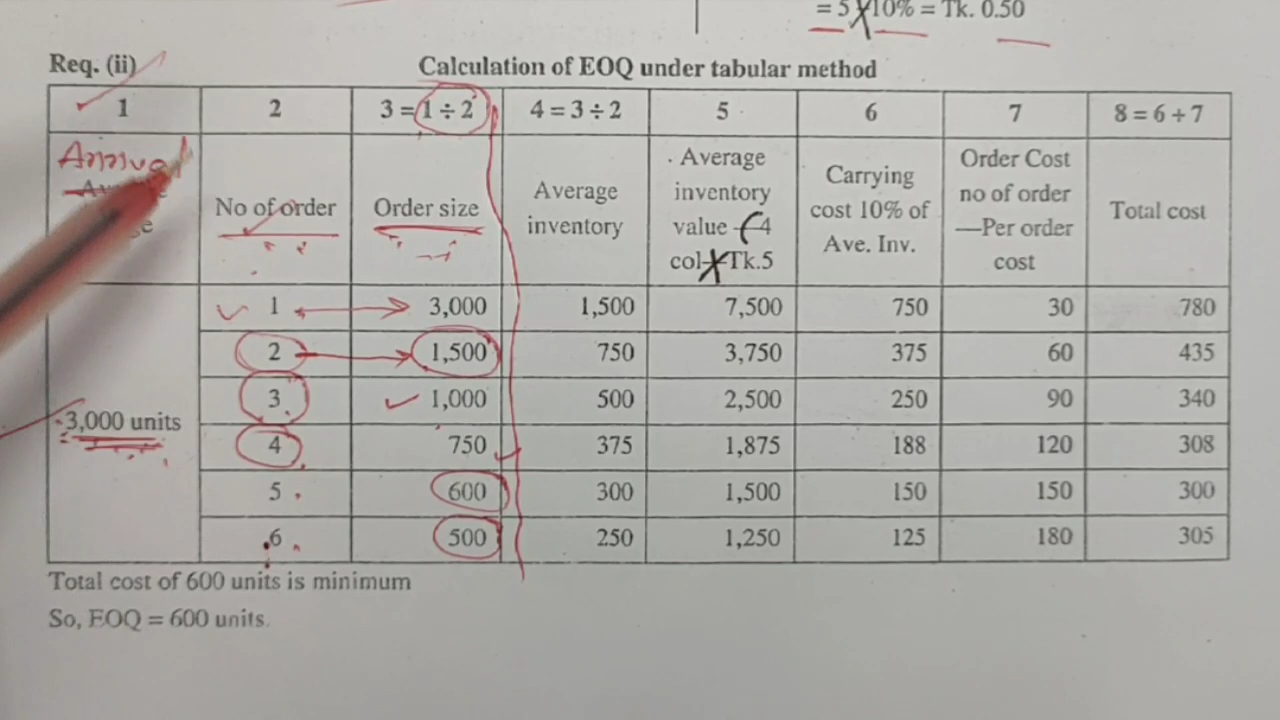 = 5 X 10% = Tk. 0.50
Req. (ii)
Calculation of EOQ under tabular method
1 2 3 = 1 ÷ 2 4 = 3 ÷ 2 5 6 7 8 = 6 + 7
Annual
No of order
Order size
Average
inventory
Average
inventory
value 4
col X Tk.5
Carrying
cost 10% of
Ave. Inv.
Order Cost
no of order
—Per order
cost
Total cost
3,000 units
1 3,000 1,500 7,500 750 30 780
2 1,500 750 3,750 375 60 435
3 1,000 500 2,500 250 90 340
4 750 375 1,875 188 120 308
5 600 300 1,500 150 150 300
6 500 250 1,250 125 180 305
Total cost of 600 units is minimum
So, EOQ = 600 units.